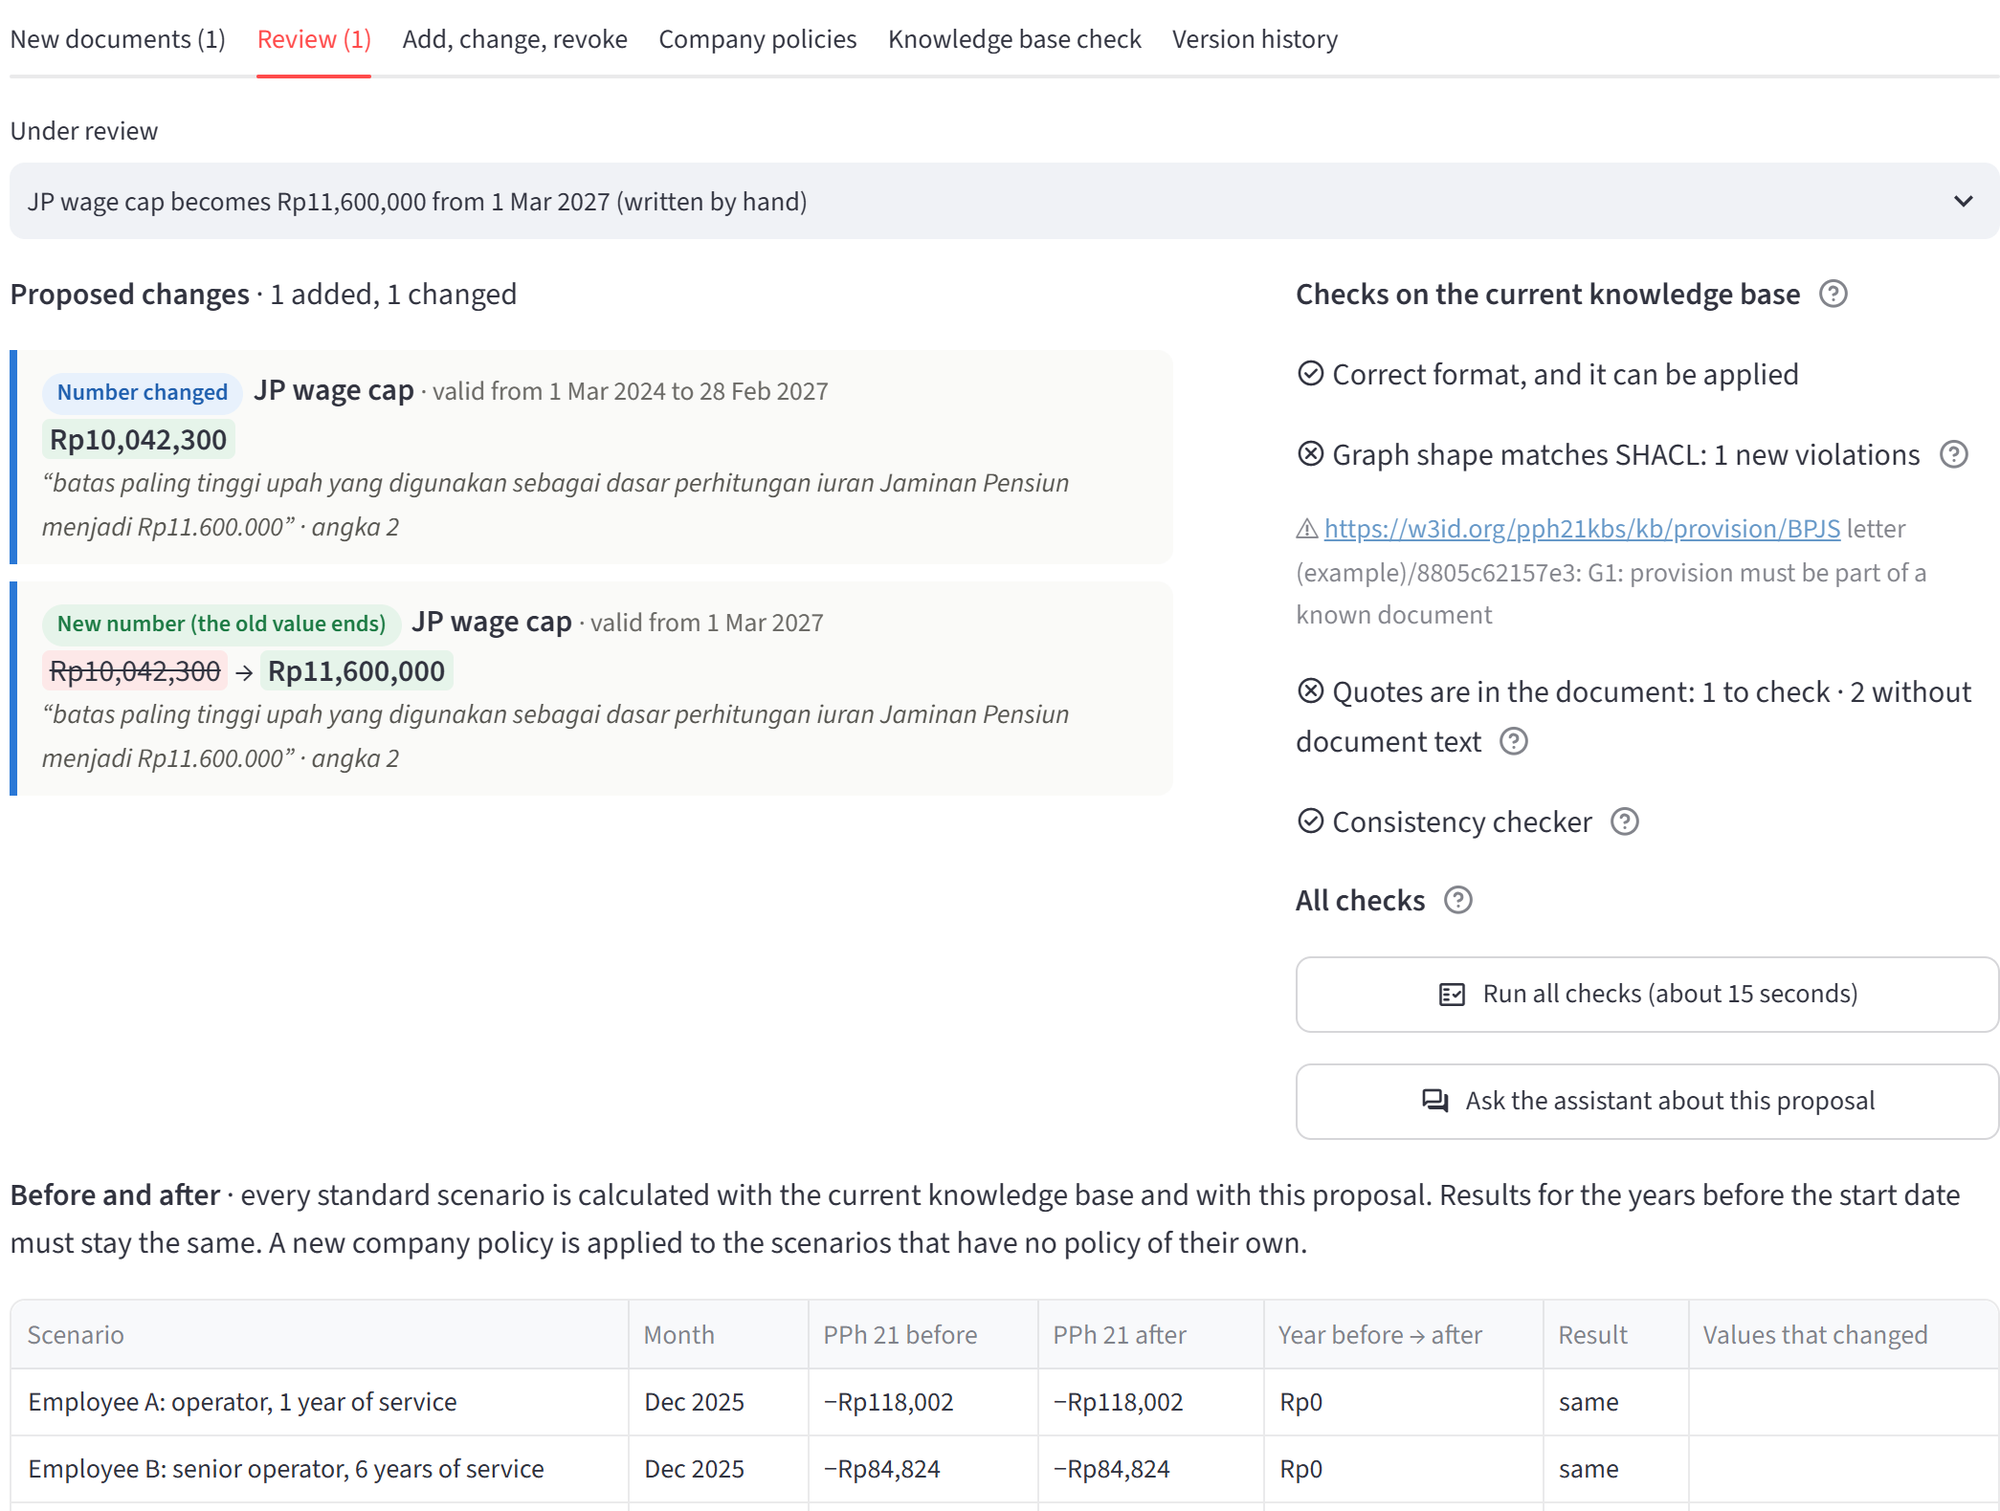 New documents (1) Review (1) Add, change, revoke Company policies Knowledge base check Version history
Under review
JP wage cap becomes Rp11,600,000 from 1 Mar 2027 (written by hand)
Proposed changes · 1 added, 1 changed
Number changed JP wage cap · valid from 1 Mar 2024 to 28 Feb 2027
Rp10,042,300
“batas paling tinggi upah yang digunakan sebagai dasar perhitungan iuran Jaminan Pensiun
menjadi Rp11.600.000” · angka 2
New number (the old value ends) JP wage cap · valid from 1 Mar 2027
Rp10,042,300 → Rp11,600,000
“batas paling tinggi upah yang digunakan sebagai dasar perhitungan iuran Jaminan Pensiun
menjadi Rp11.600.000” · angka 2
Checks on the current knowledge base
Correct format, and it can be applied
Graph shape matches SHACL: 1 new violations
https://w3id.org/pph21kbs/kb/provision/BPJS letter
(example)/8805c62157e3: G1: provision must be part of a
known document
Quotes are in the document: 1 to check · 2 without
document text
Consistency checker
All checks
Run all checks (about 15 seconds)
Ask the assistant about this proposal
Before and after · every standard scenario is calculated with the current knowledge base and with this proposal. Results for the years before the start date
must stay the same. A new company policy is applied to the scenarios that have no policy of their own.
Scenario Month PPh 21 before PPh 21 after Year before → after Result Values that changed
Employee A: operator, 1 year of service Dec 2025 −Rp118,002 −Rp118,002 Rp0 same
Employee B: senior operator, 6 years of service Dec 2025 −Rp84,824 −Rp84,824 Rp0 same